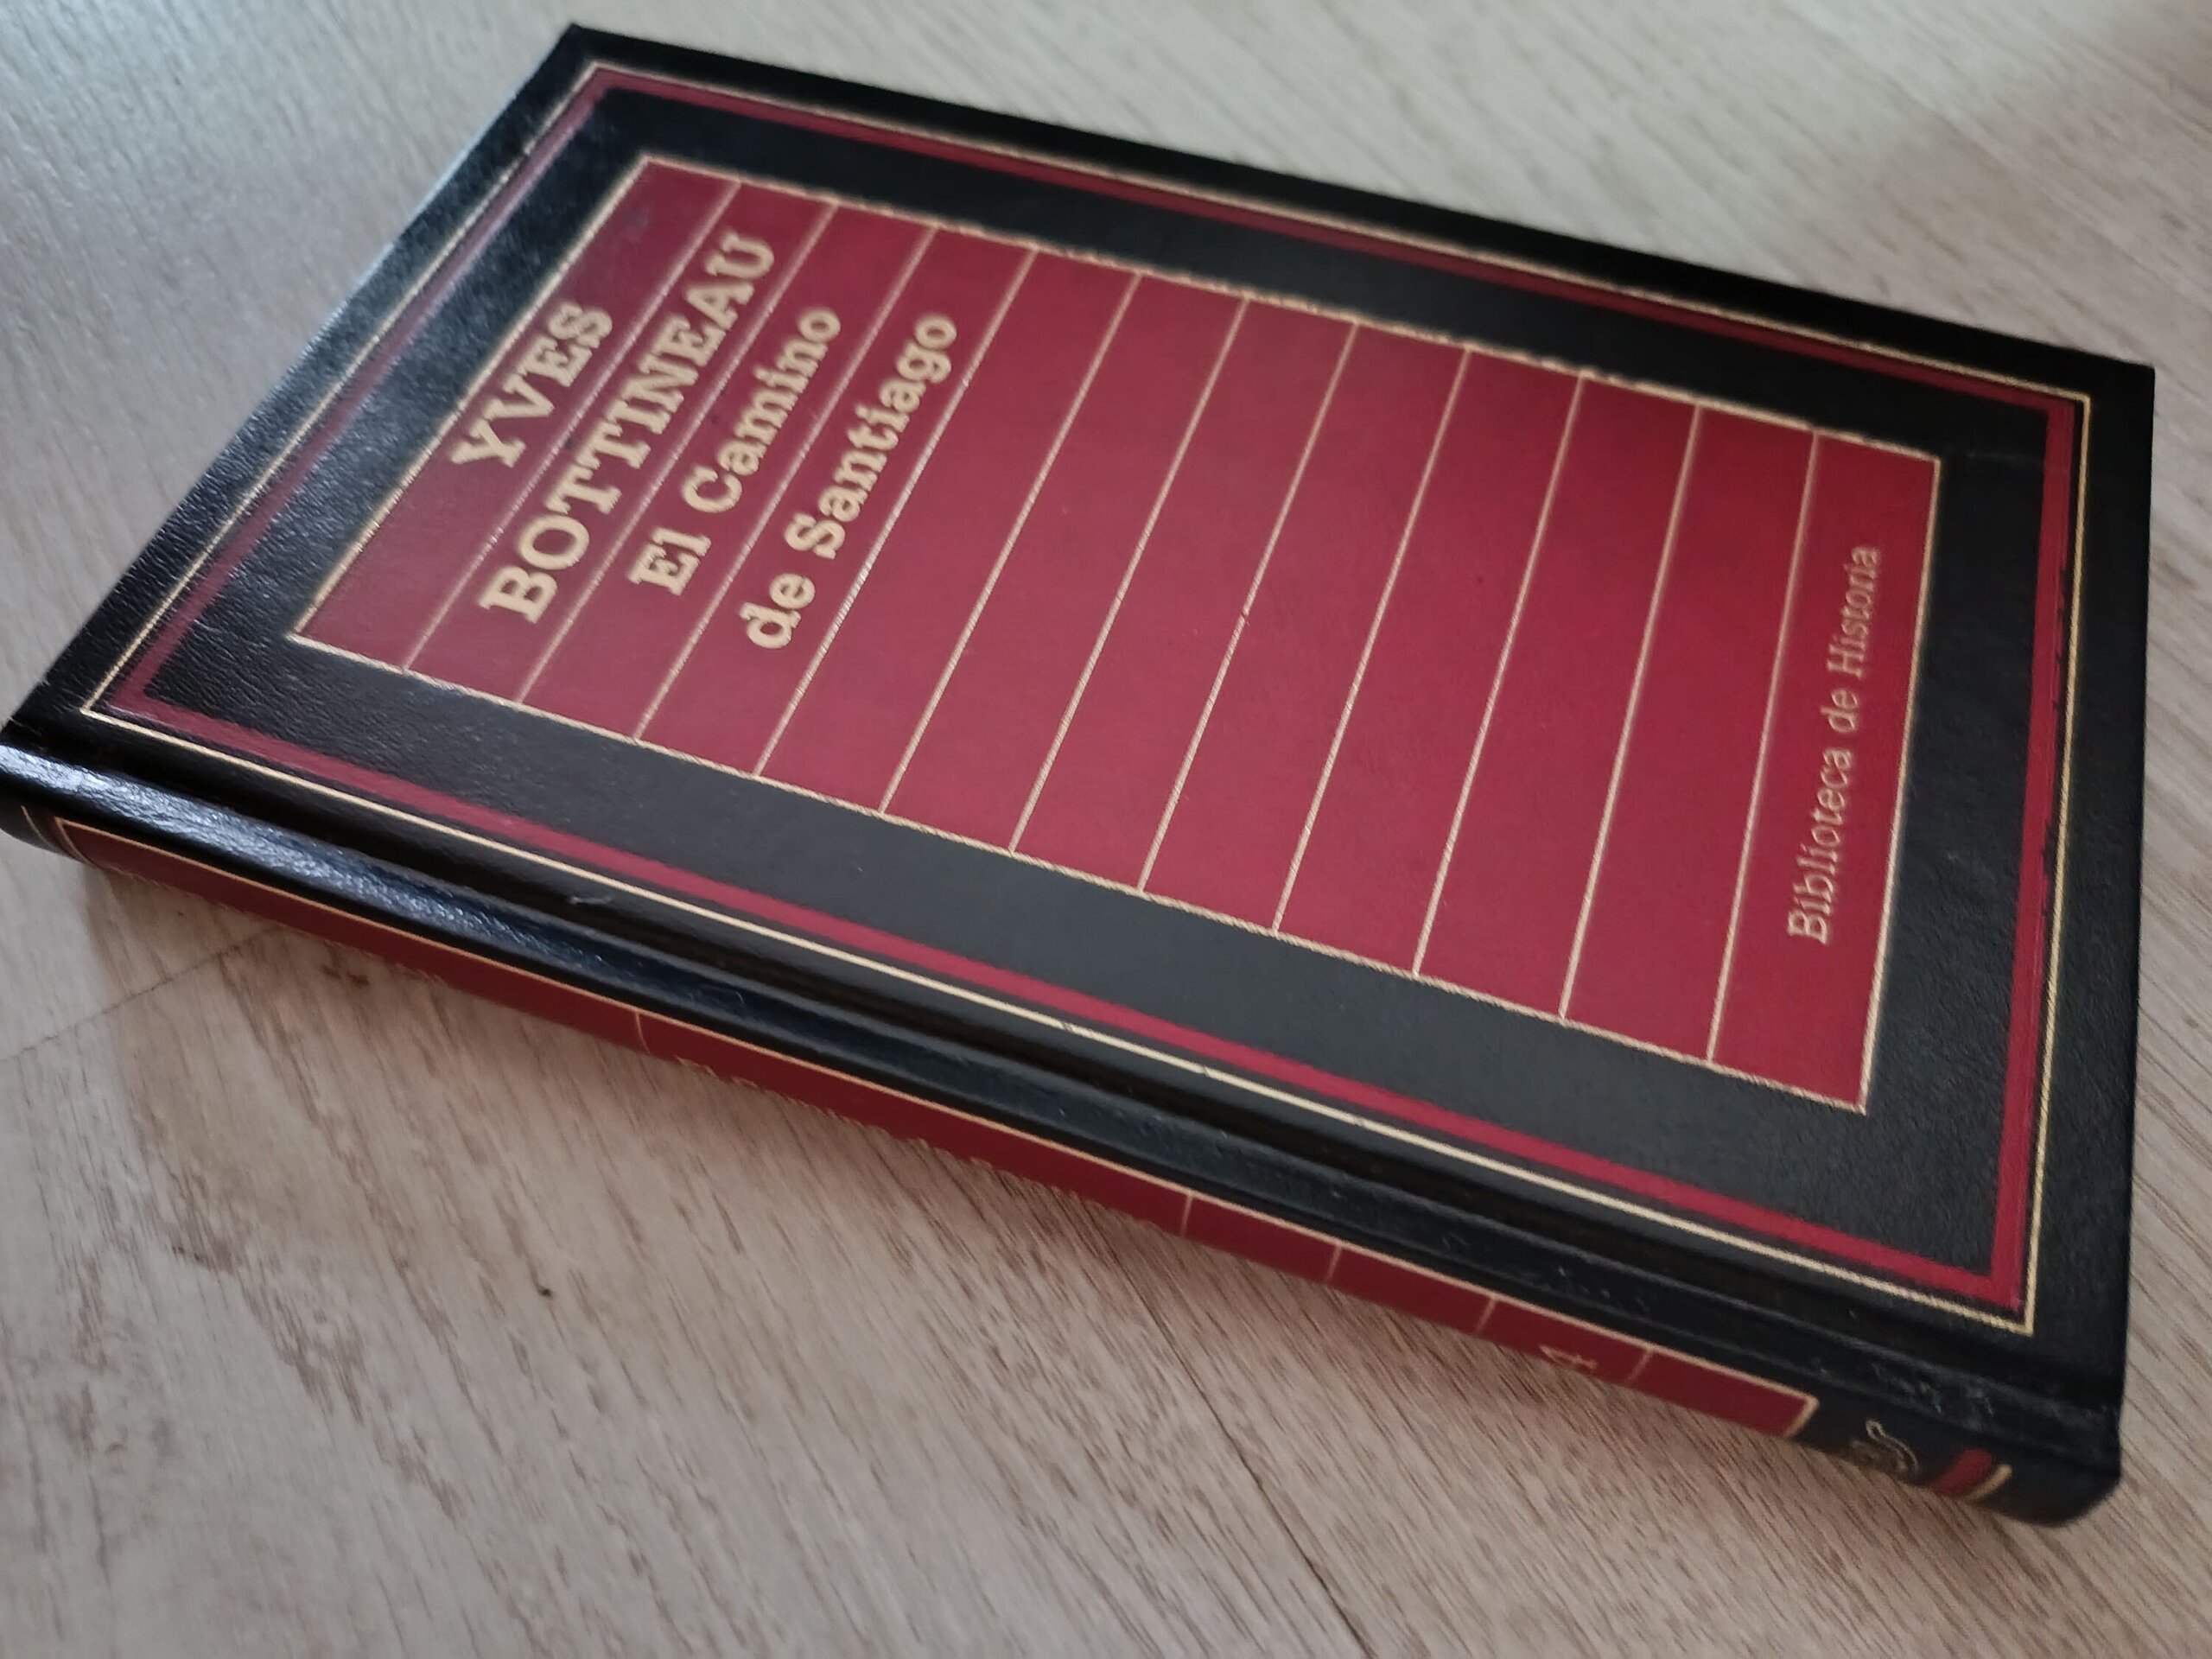 YVES
BOTTINEAU
El Camino
de Santiago
Biblioteca de Historia